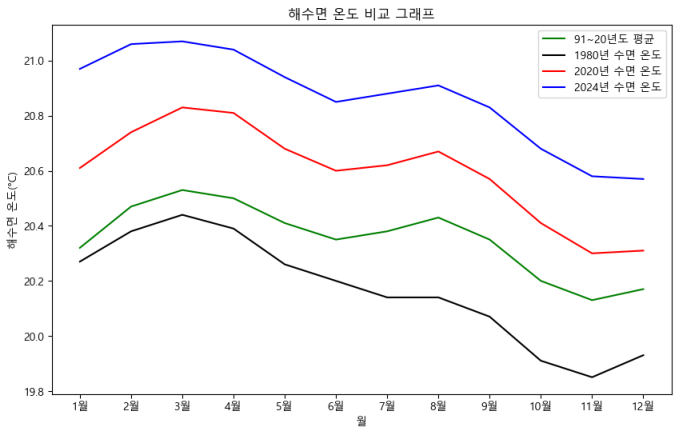 해수면 온도 비교 그래프
91~20년도 평균
1980년 수면 온도
2020년 수면 온도
2024년 수면 온도
해수면 온도(°C)
21.0
20.8
20.6
20.4
20.2
20.0
19.8
1월 2월 3월 4월 5월 6월 7월 8월 9월 10월 11월 12월
월